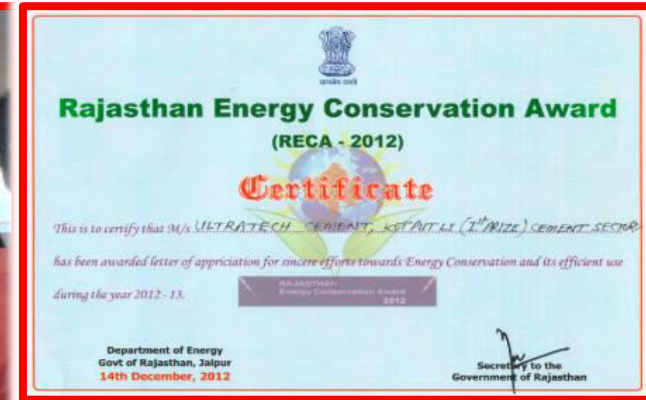 Rajasthan Energy Conservation Award
(RECA - 2012)
Certificate
This is to certify that M/s ULTRATECH CEMENT, KOTPUTLI (Ist PRIZE) CEMENT SECTOR
has been awarded letter of appriciation for sincere efforts towards Energy Conservation and its efficient use
during the year 2012 - 13.
RAJASTHAN
Energy Conservation Award
2012
Department of Energy
Govt of Rajasthan, Jaipur
14th December, 2012
Secretary to the
Government of Rajasthan